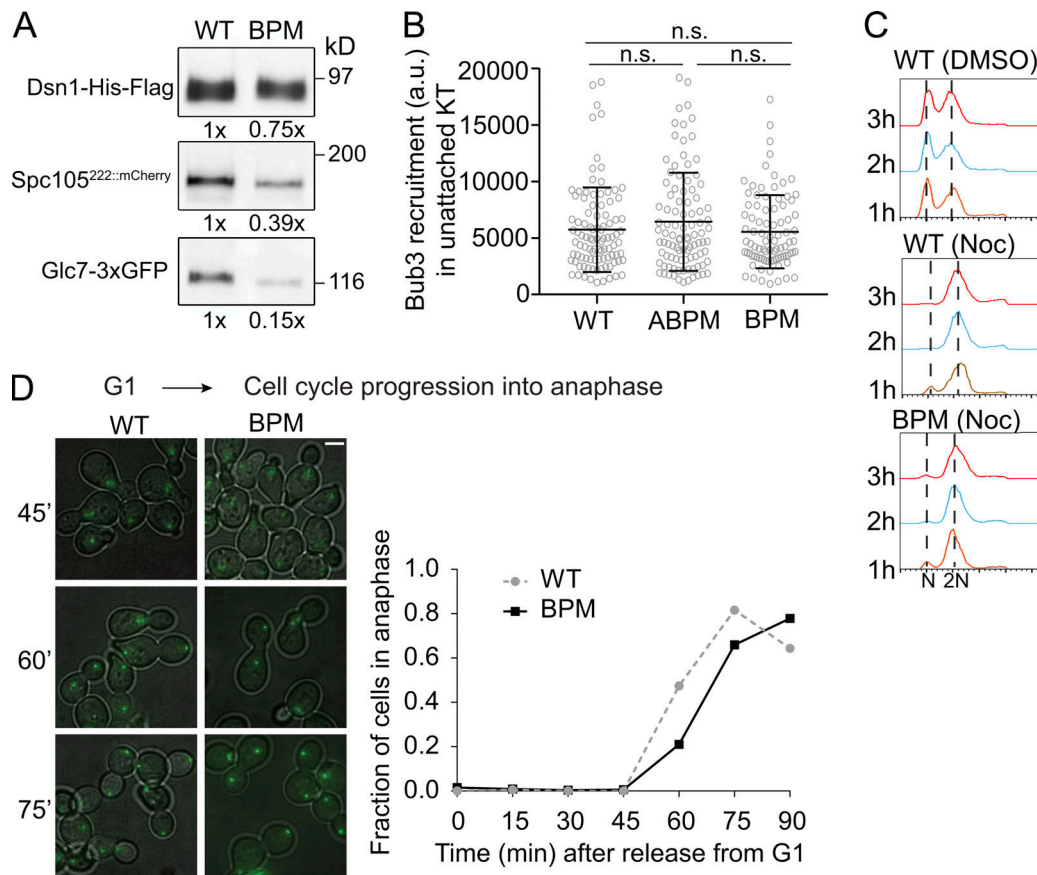 A
WT BPM
kD
Dsn1-His-Flag
97
1x 0.75x
200
Spc105222::mCherry
1x 0.39x
Glc7-3xGFP
116
1x 0.15x
B
Bub3 recruitment (a.u.)
in unattached KT
n.s.
n.s. n.s.
20000
15000
10000
5000
0
WT ABPM BPM
C
WT (DMSO)
3h
2h
1h
WT (Noc)
3h
2h
1h
BPM (Noc)
3h
2h
1h
N 2N
D
G1 → Cell cycle progression into anaphase
WT BPM
45’
60’
75’
Fraction of cells in anaphase
1.0
0.8
0.6
0.4
0.2
0.0
WT
BPM
0 15 30 45 60 75 90
Time (min) after release from G1